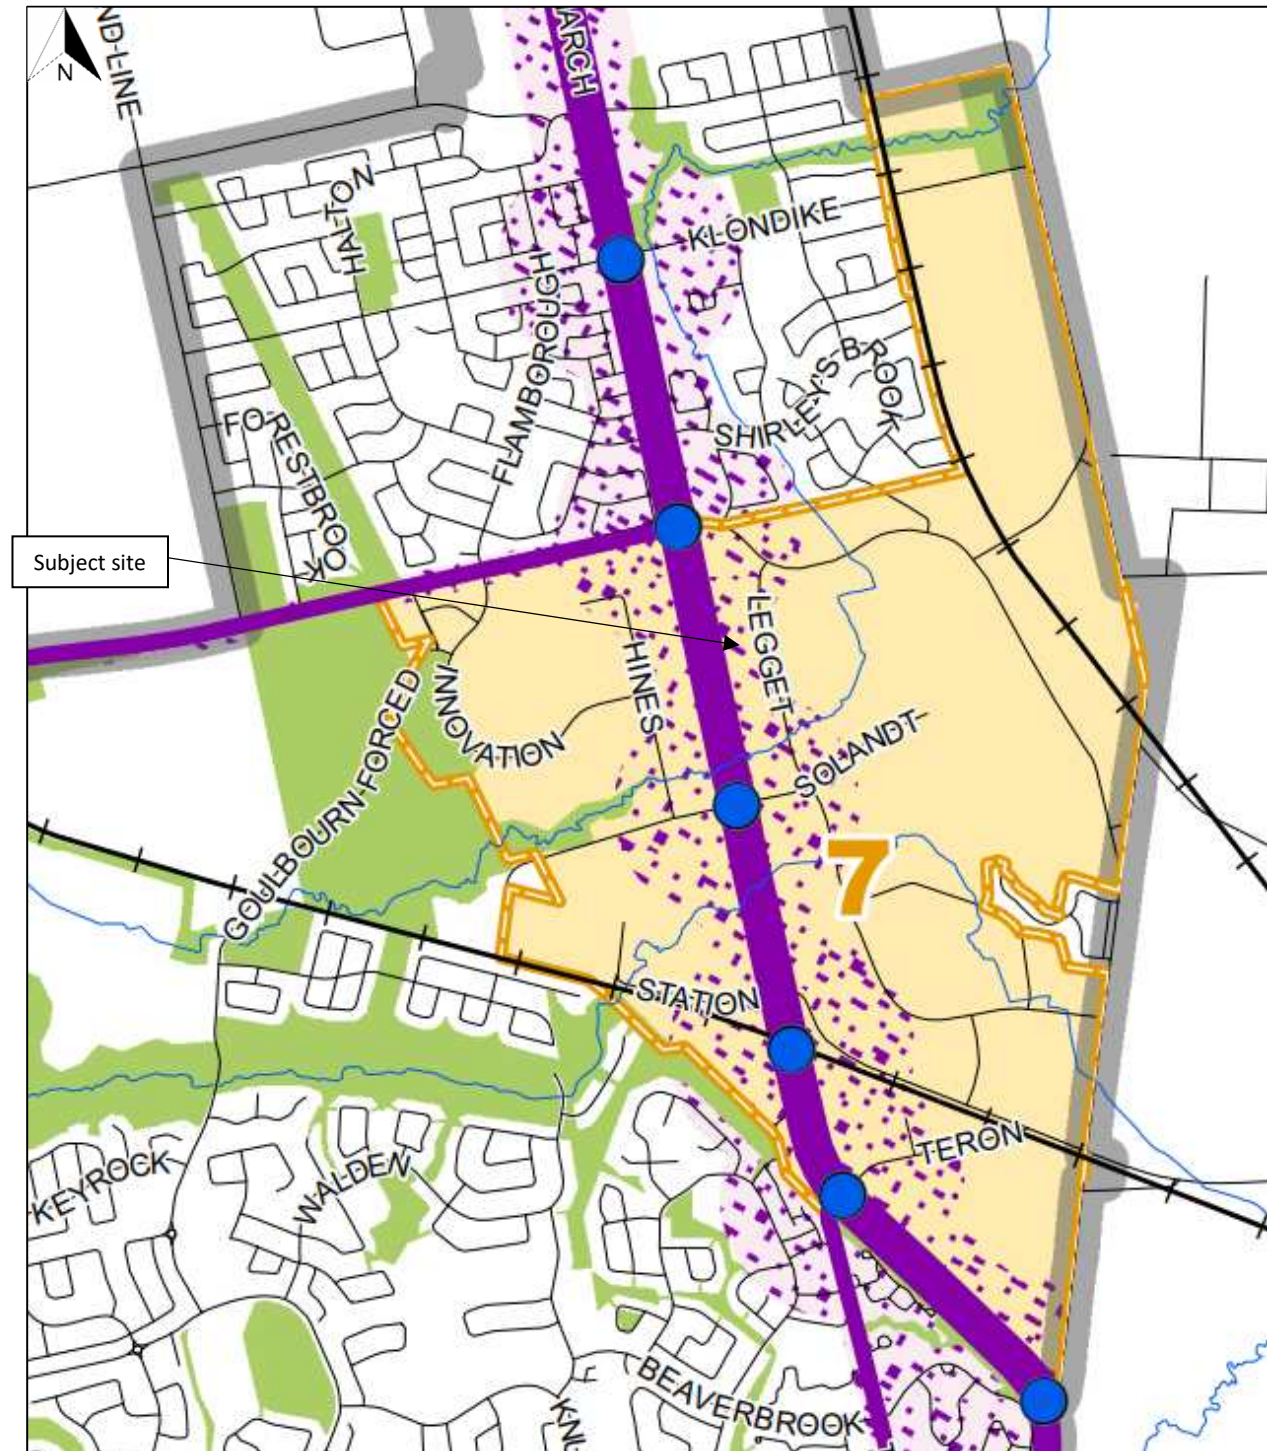 ND-LINE
ARCH
N
HALTON
KLONDIKE
FLAMBOROUGH
SHIRLEY'S-BROOK
FORESTBROOK
Subject site
LEGGET
HINES
INNOVATION
GOULBOURN-FORCED
SOLANDT
7
STATION
TERON
KEYROCK
WALDEN
BEAVERBROOK